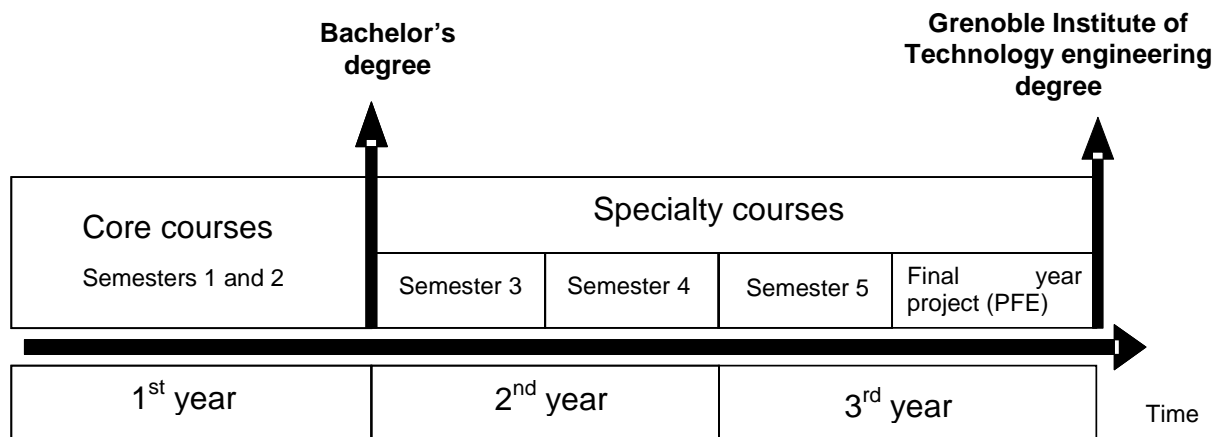 Bachelor's
degree
Grenoble Institute of
Technology engineering
degree
Core courses
Semesters 1 and 2
Specialty courses
Semester 3
Semester 4
Semester 5
Final year
project (PFE)
1st year
2nd year
3rd year
Time